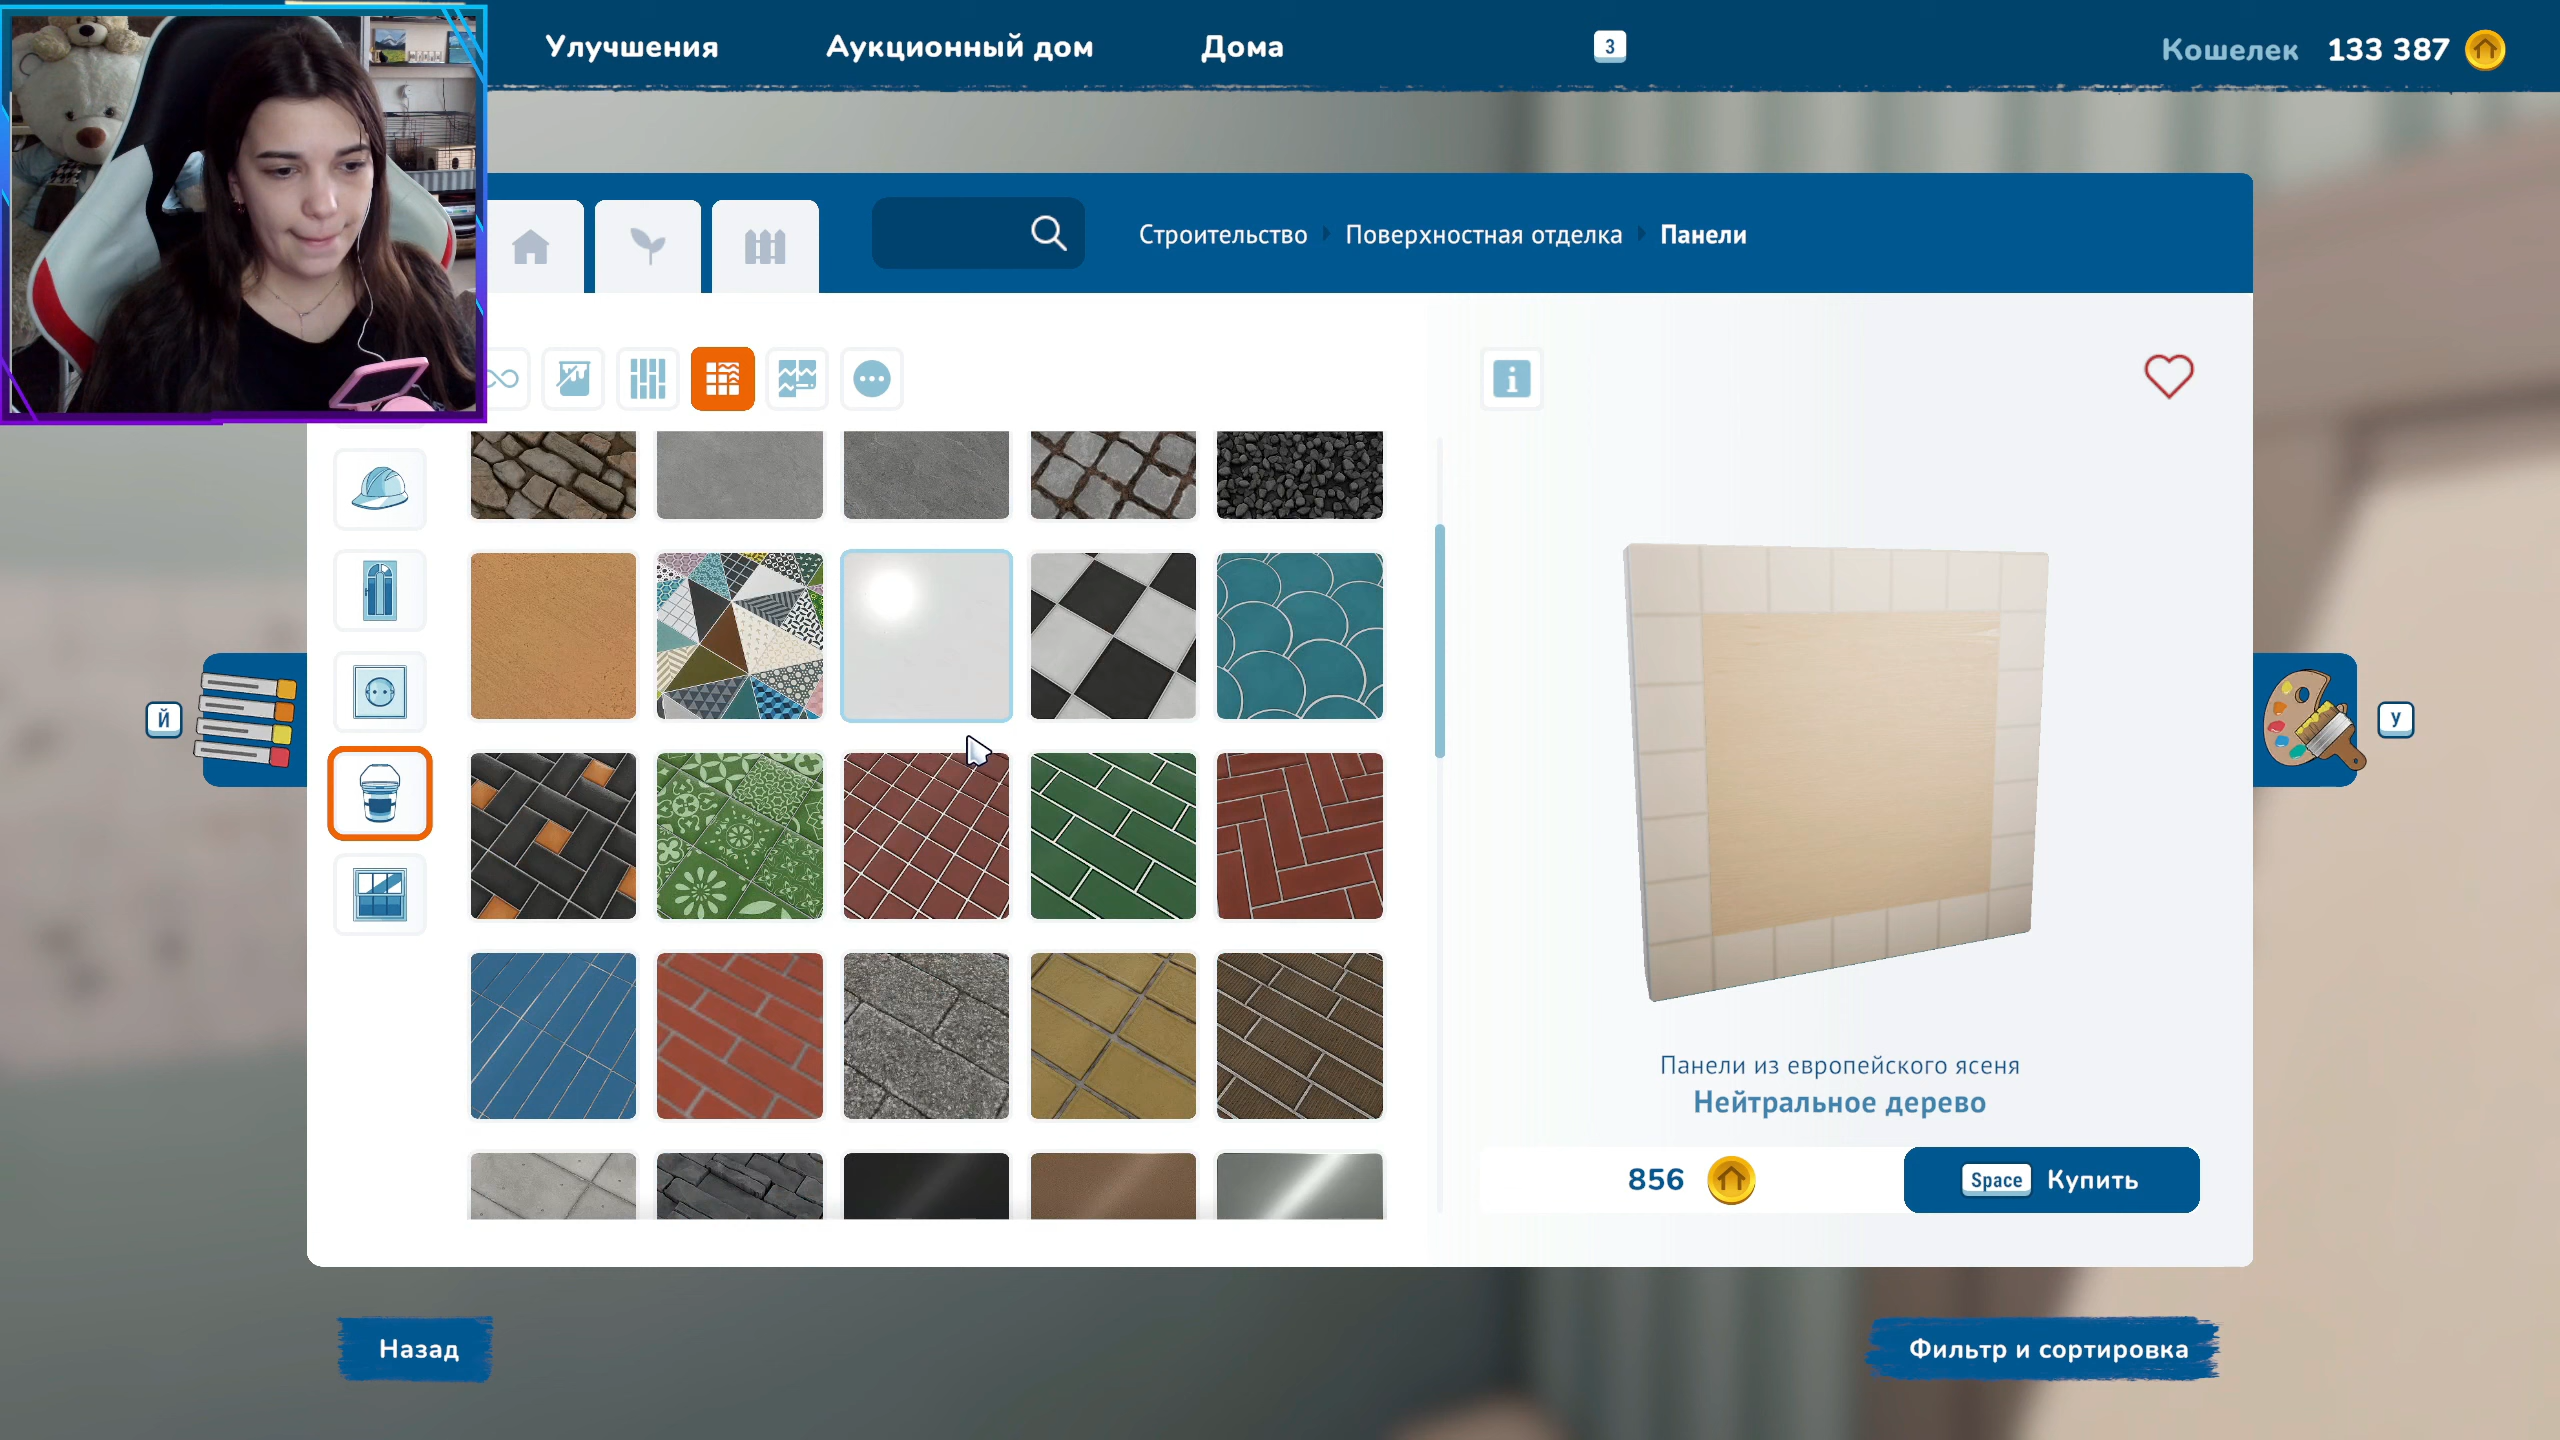 Улучшения
Аукционный дом
Дома
3
Кошелек 133 387
Строительство
Поверхностная отделка
Панели
i
Й
У
Панели из европейского ясеня
Нейтральное дерево
856
Space Купить
Назад
Фильтр и сортировка